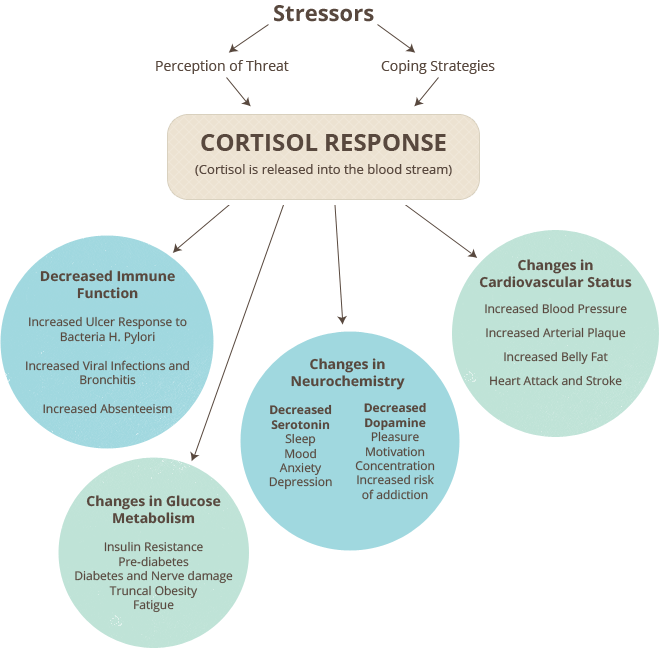 Stressors
Perception of Threat
Coping Strategies
CORTISOL RESPONSE
(Cortisol is released into the blood stream)
Decreased Immune
Function
Increased Ulcer Response to
Bacteria H. Pylori
Increased Viral Infections and
Bronchitis
Increased Absenteeism
Changes in Glucose
Metabolism
Insulin Resistance
Pre-diabetes
Diabetes and Nerve damage
Truncal Obesity
Fatigue
Changes in
Neurochemistry
Decreased
Serotonin
Sleep
Mood
Anxiety
Depression
Decreased
Dopamine
Pleasure
Motivation
Concentration
Increased risk
of addiction
Changes in
Cardiovascular Status
Increased Blood Pressure
Increased Arterial Plaque
Increased Belly Fat
Heart Attack and Stroke